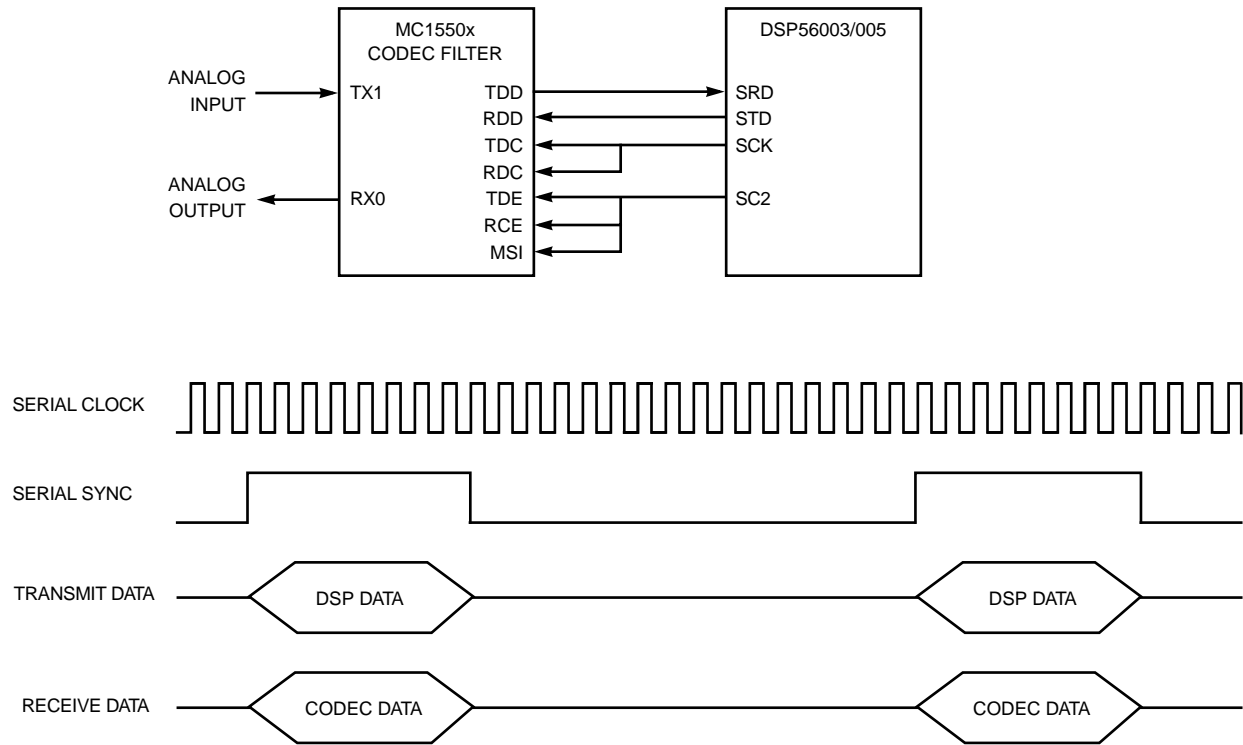 MC1550x
CODEC FILTER
DSP56003/005
ANALOG
INPUT
TX1
TDD
SRD
RDD
STD
TDC
SCK
RDC
ANALOG
OUTPUT
RX0
TDE
SC2
RCE
MSI
SERIAL CLOCK
SERIAL SYNC
TRANSMIT DATA
DSP DATA
DSP DATA
RECEIVE DATA
CODEC DATA
CODEC DATA